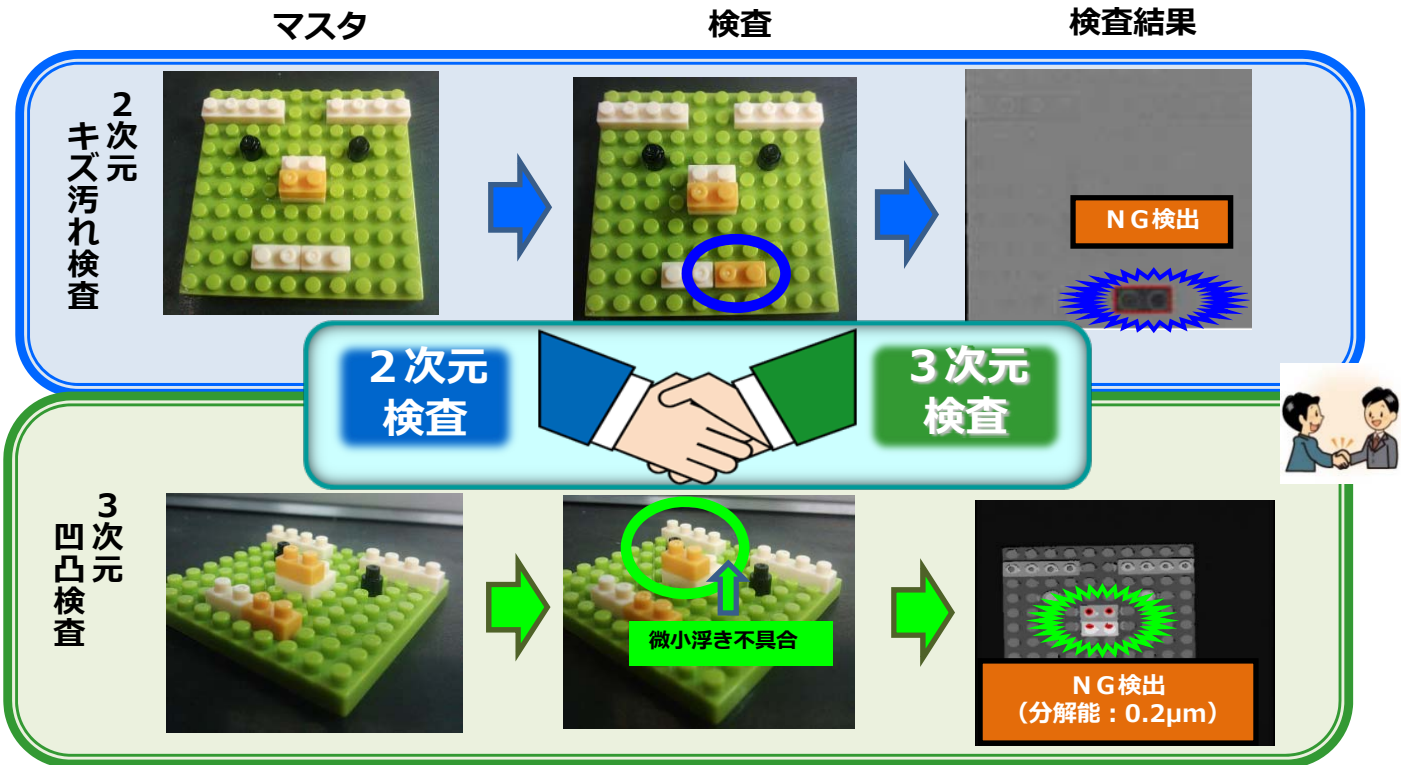 マスタ
検査
検査結果
2次元
キズ汚れ検査
NG検出
2次元
検査
3次元
検査
3次元
凹凸検査
微小浮き不具合
NG検出
(分解能:0.2μm)